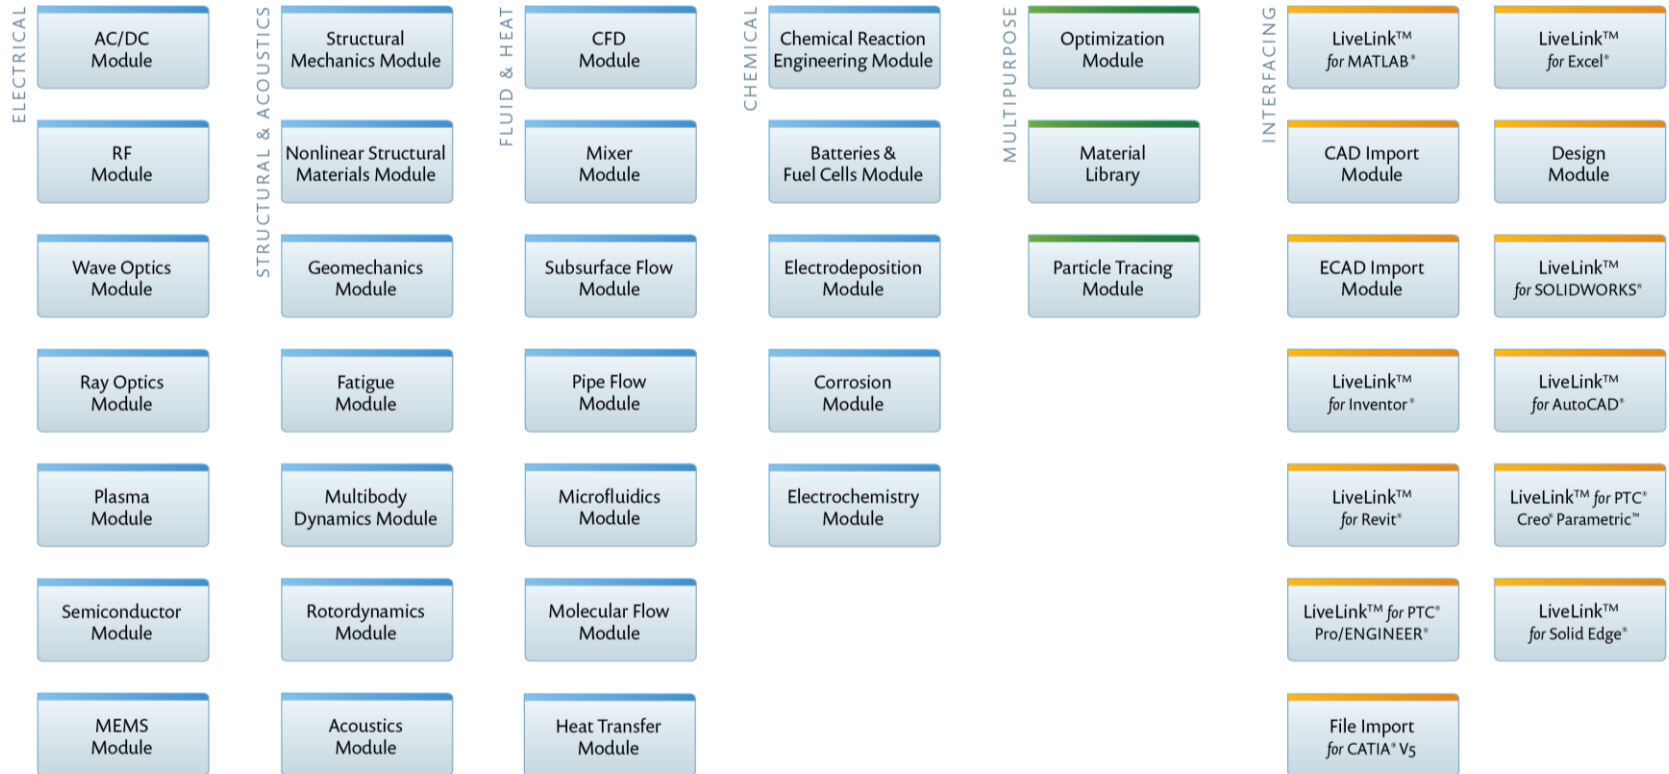 ELECTRICAL
AC/DC
Module
RF
Module
Wave Optics
Module
Ray Optics
Module
Plasma
Module
Semiconductor
Module
MEMS
Module
STRUCTURAL & ACOUSTICS
Structural
Mechanics Module
Nonlinear Structural
Materials Module
Geomechanics
Module
Fatigue
Module
Multibody
Dynamics Module
Rotordynamics
Module
Acoustics
Module
FLUID & HEAT
CFD
Module
Mixer
Module
Subsurface Flow
Module
Pipe Flow
Module
Microfluidics
Module
Molecular Flow
Module
Heat Transfer
Module
CHEMICAL
Chemical Reaction
Engineering Module
Batteries &
Fuel Cells Module
Electrodeposition
Module
Corrosion
Module
Electrochemistry
Module
MULTIPURPOSE
Optimization
Module
Material
Library
Particle Tracing
Module
INTERFACING
LiveLink™
for MATLAB®
CAD Import
Module
ECAD Import
Module
LiveLink™
for Inventor®
LiveLink™
for Revit®
LiveLink™ for PTC®
Pro/ENGINEER®
File Import
for CATIA® V5
LiveLink™
for Excel®
Design
Module
LiveLink™
for SOLIDWORKS®
LiveLink™
for AutoCAD®
LiveLink™ for PTC®
Creo® Parametric™
LiveLink™
for Solid Edge®